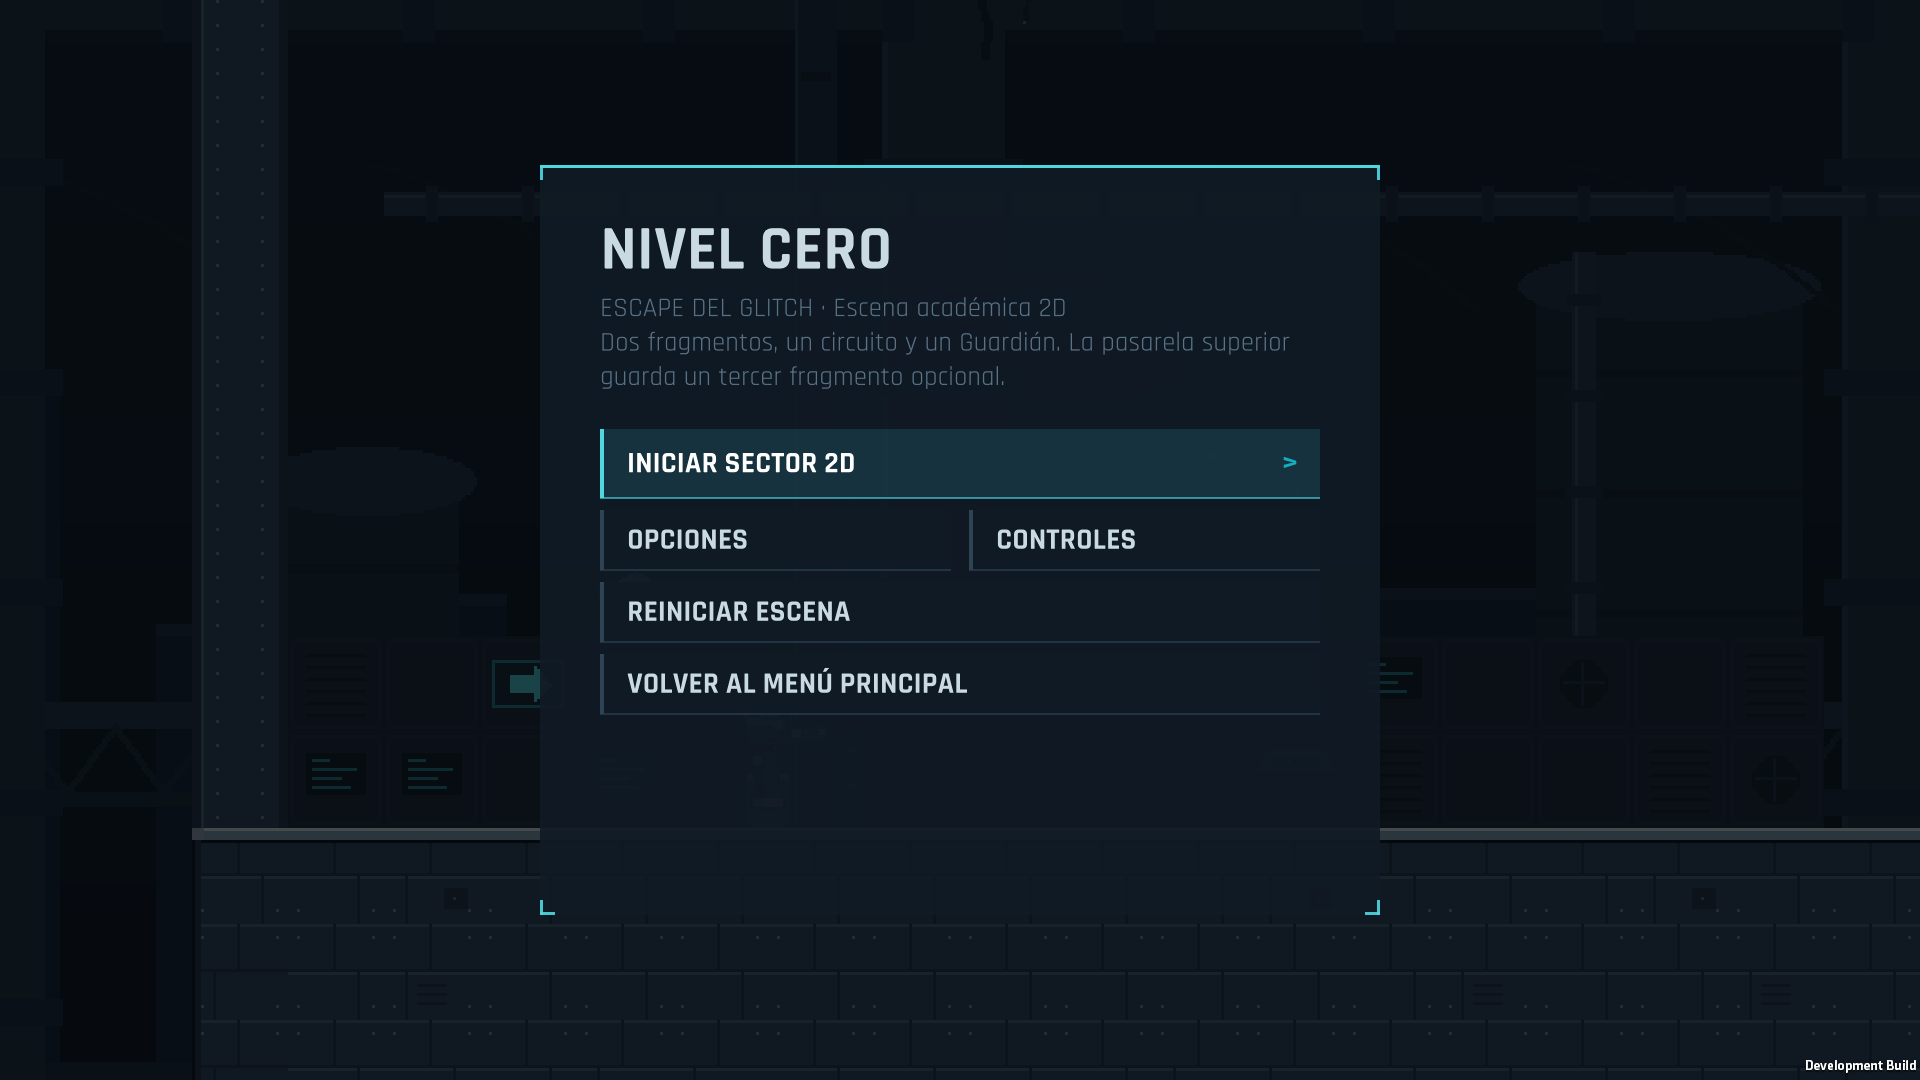 NIVEL CERO
ESCAPE DEL GLITCH · Escena académica 2D
Dos fragmentos, un circuito y un Guardián. La pasarela superior
guarda un tercer fragmento opcional.
INICIAR SECTOR 2D >
OPCIONES CONTROLES
REINICIAR ESCENA
VOLVER AL MENÚ PRINCIPAL
Development Build